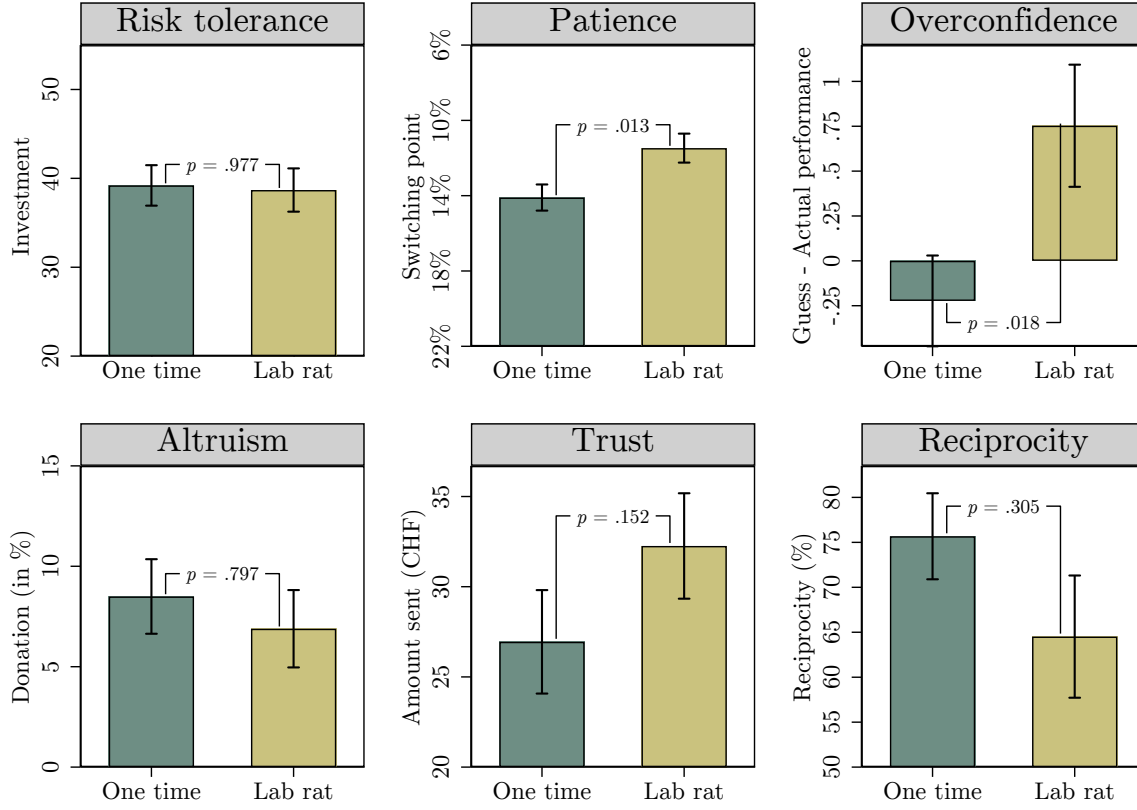 Risk tolerance
Investment
50
40
30
20
p = .977
One time
Lab rat
Patience
Switching point
6%
10%
14%
18%
22%
p = .013
One time
Lab rat
Overconfidence
Guess - Actual performance
1
.75
.5
.25
0
-.25
p = .018
One time
Lab rat
Altruism
Donation (in %)
15
10
5
0
p = .797
One time
Lab rat
Trust
Amount sent (CHF)
35
30
25
20
p = .152
One time
Lab rat
Reciprocity
Reciprocity (%)
80
75
70
65
60
55
50
p = .305
One time
Lab rat